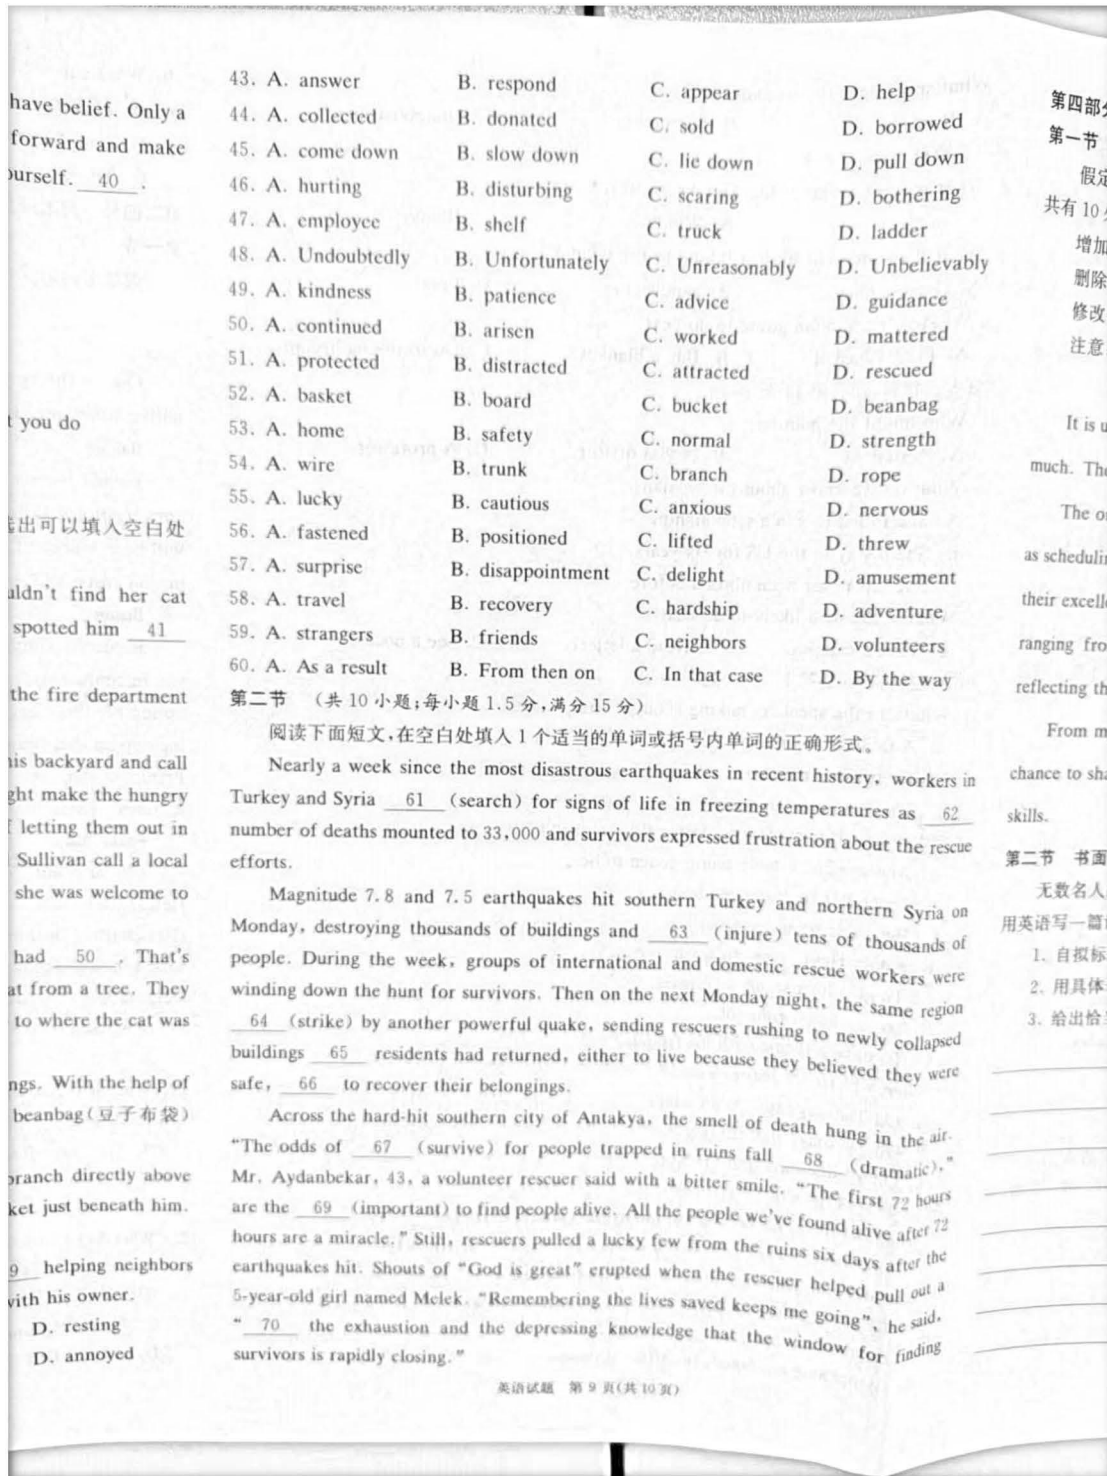 have belief. Only a
forward and make
ourself. 40 .
t you do
选出可以填入空白处
uldn't find her cat
spotted him 41
the fire department
his backyard and call
ght make the hungry
f letting them out in
Sullivan call a local
she was welcome to
had 50 . That's
at from a tree. They
to where the cat was
ngs. With the help of
beanbag(豆子布袋)
branch directly above
ket just beneath him.
9 helping neighbors
with his owner.
D. resting
D. annoyed
43. A. answer B. respond C. appear D. help
44. A. collected B. donated C. sold D. borrowed
45. A. come down B. slow down C. lie down D. pull down
46. A. hurting B. disturbing C. scaring D. bothering
47. A. employee B. shelf C. truck D. ladder
48. A. Undoubtedly B. Unfortunately C. Unreasonably D. Unbelievably
49. A. kindness B. patience C. advice D. guidance
50. A. continued B. arisen C. worked D. mattered
51. A. protected B. distracted C. attracted D. rescued
52. A. basket B. board C. bucket D. beanbag
53. A. home B. safety C. normal D. strength
54. A. wire B. trunk C. branch D. rope
55. A. lucky B. cautious C. anxious D. nervous
56. A. fastened B. positioned C. lifted D. threw
57. A. surprise B. disappointment C. delight D. amusement
58. A. travel B. recovery C. hardship D. adventure
59. A. strangers B. friends C. neighbors D. volunteers
60. A. As a result B. From then on C. In that case D. By the way
第二节 (共10小题;每小题1.5分,满分15分)
阅读下面短文,在空白处填入1个适当的单词或括号内单词的正确形式。
Nearly a week since the most disastrous earthquakes in recent history, workers in
Turkey and Syria 61 (search) for signs of life in freezing temperatures as 62
number of deaths mounted to 33,000 and survivors expressed frustration about the rescue
efforts.
Magnitude 7.8 and 7.5 earthquakes hit southern Turkey and northern Syria on
Monday, destroying thousands of buildings and 63 (injure) tens of thousands of
people. During the week, groups of international and domestic rescue workers were
winding down the hunt for survivors. Then on the next Monday night, the same region
64 (strike) by another powerful quake, sending rescuers rushing to newly collapsed
buildings 65 residents had returned, either to live because they believed they were
safe, 66 to recover their belongings.
Across the hard-hit southern city of Antakya, the smell of death hung in the air.
"The odds of 67 (survive) for people trapped in ruins fall 68 (dramatic),"
Mr. Aydanbekar, 43, a volunteer rescuer said with a bitter smile. "The first 72 hours
are the 69 (important) to find people alive. All the people we've found alive after 72
hours are a miracle." Still, rescuers pulled a lucky few from the ruins six days after the
earthquakes hit. Shouts of "God is great" erupted when the rescuer helped pull out a
5-year-old girl named Melek. "Remembering the lives saved keeps me going", he said,
" 70 the exhaustion and the depressing knowledge that the window for finding
survivors is rapidly closing."
英语试题 第9页(共10页)
第四部分
第一节
假定
共有10
增加
删除
修改
注意
It is u
much. The
The o
as schedulin
their excelle
ranging fro
reflecting th
From m
chance to sha
skills.
第二节 书面
无数名人
用英语写一篇
1. 自拟标
2. 用具体
3. 给出恰